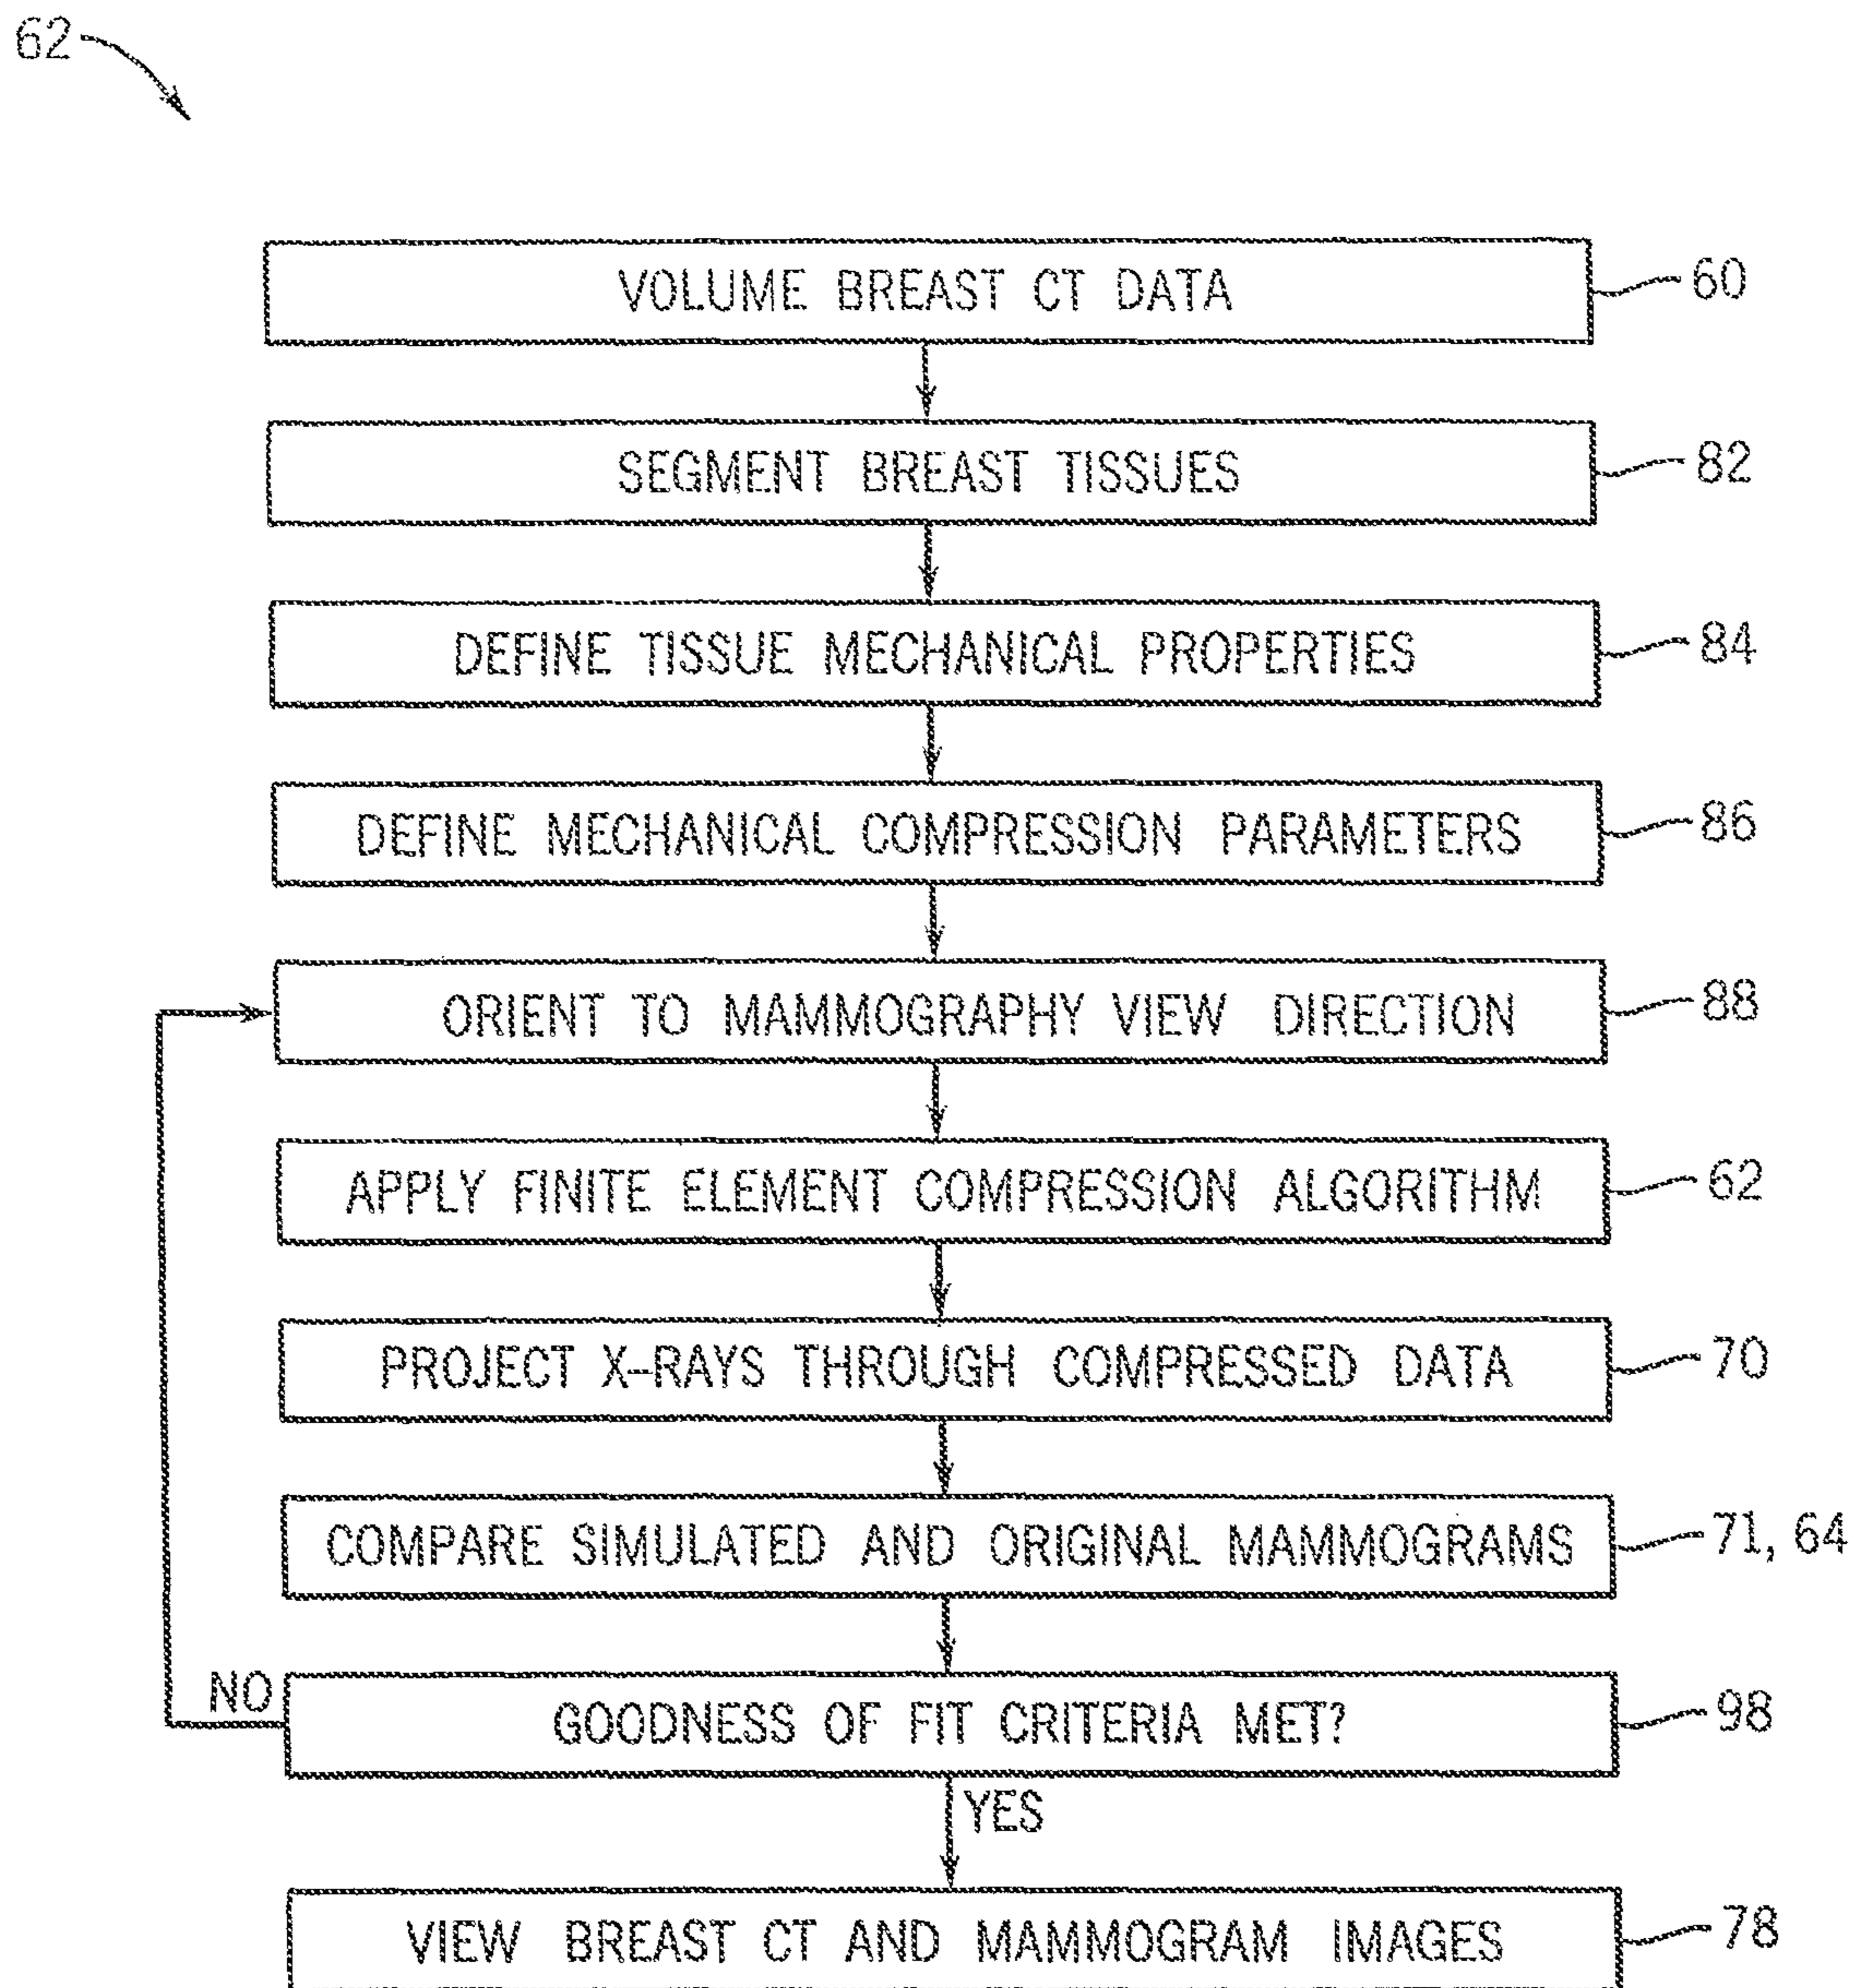 62
VOLUME BREAST CT DATA 60
SEGMENT BREAST TISSUES 82
DEFINE TISSUE MECHANICAL PROPERTIES 84
DEFINE MECHANICAL COMPRESSION PARAMETERS 86
ORIENT TO MAMMOGRAPHY VIEW DIRECTION 88
APPLY FINITE ELEMENT COMPRESSION ALGORITHM 62
PROJECT X-RAYS THROUGH COMPRESSED DATA 70
COMPARE SIMULATED AND ORIGINAL MAMMOGRAMS 71, 64
NO
GOODNESS OF FIT CRITERIA MET? 98
YES
VIEW BREAST CT AND MAMMOGRAM IMAGES 78